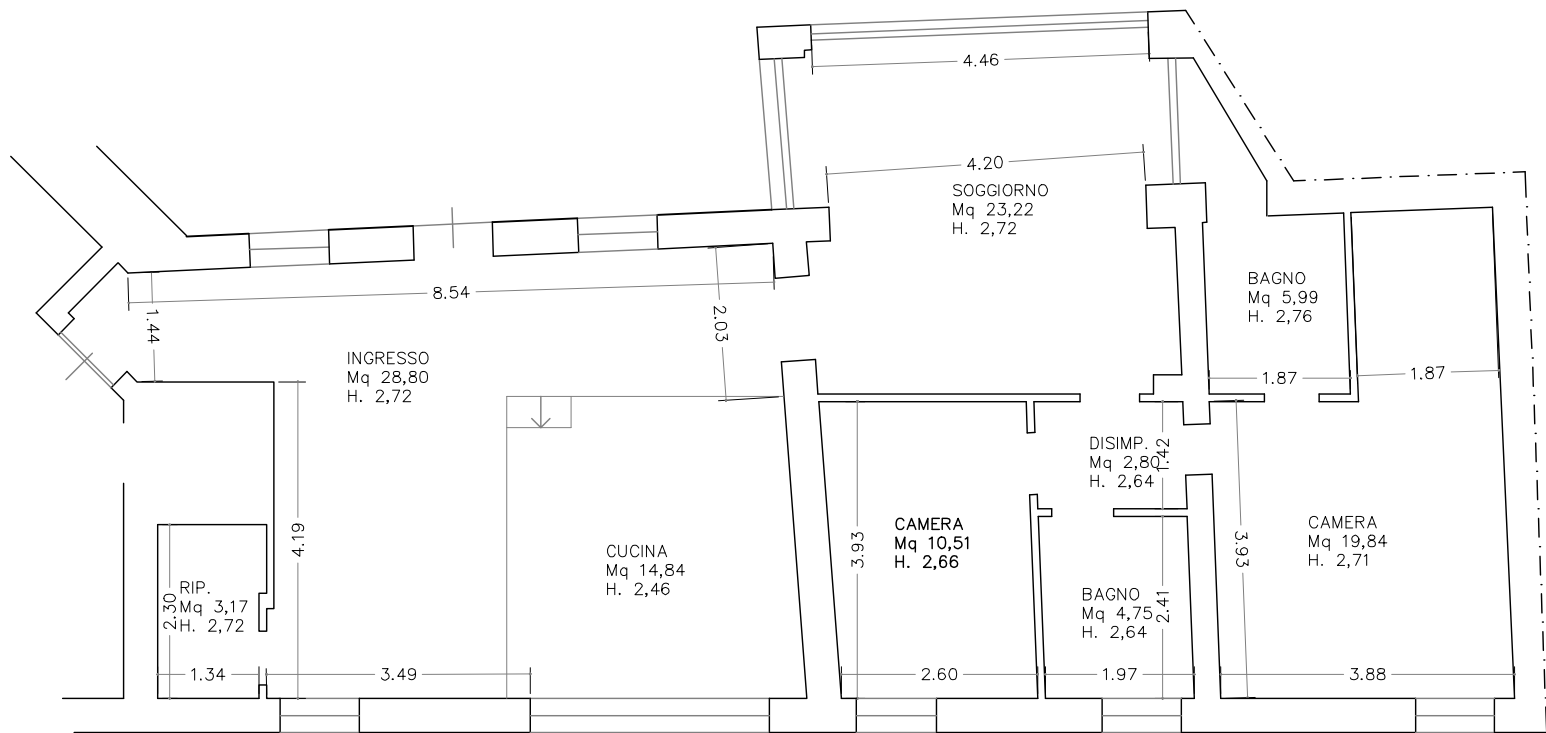 4.46
4.20
SOGGIORNO
Mq 23,22
H. 2,72
8.54
1.44
2.03
BAGNO
Mq 5,99
H. 2,76
INGRESSO
Mq 28,80
H. 2,72
1.87
1.87
DISIMP.
Mq 2,80
H. 2,64
1.42
4.19
3.93
CAMERA
Mq 10,51
H. 2,66
3.93
CAMERA
Mq 19,84
H. 2,71
CUCINA
Mq 14,84
H. 2,46
RIP.
Mq 3,17
H. 2,72
2.30
BAGNO
Mq 4,75
H. 2,64
2.41
1.34
3.49
2.60
1.97
3.88